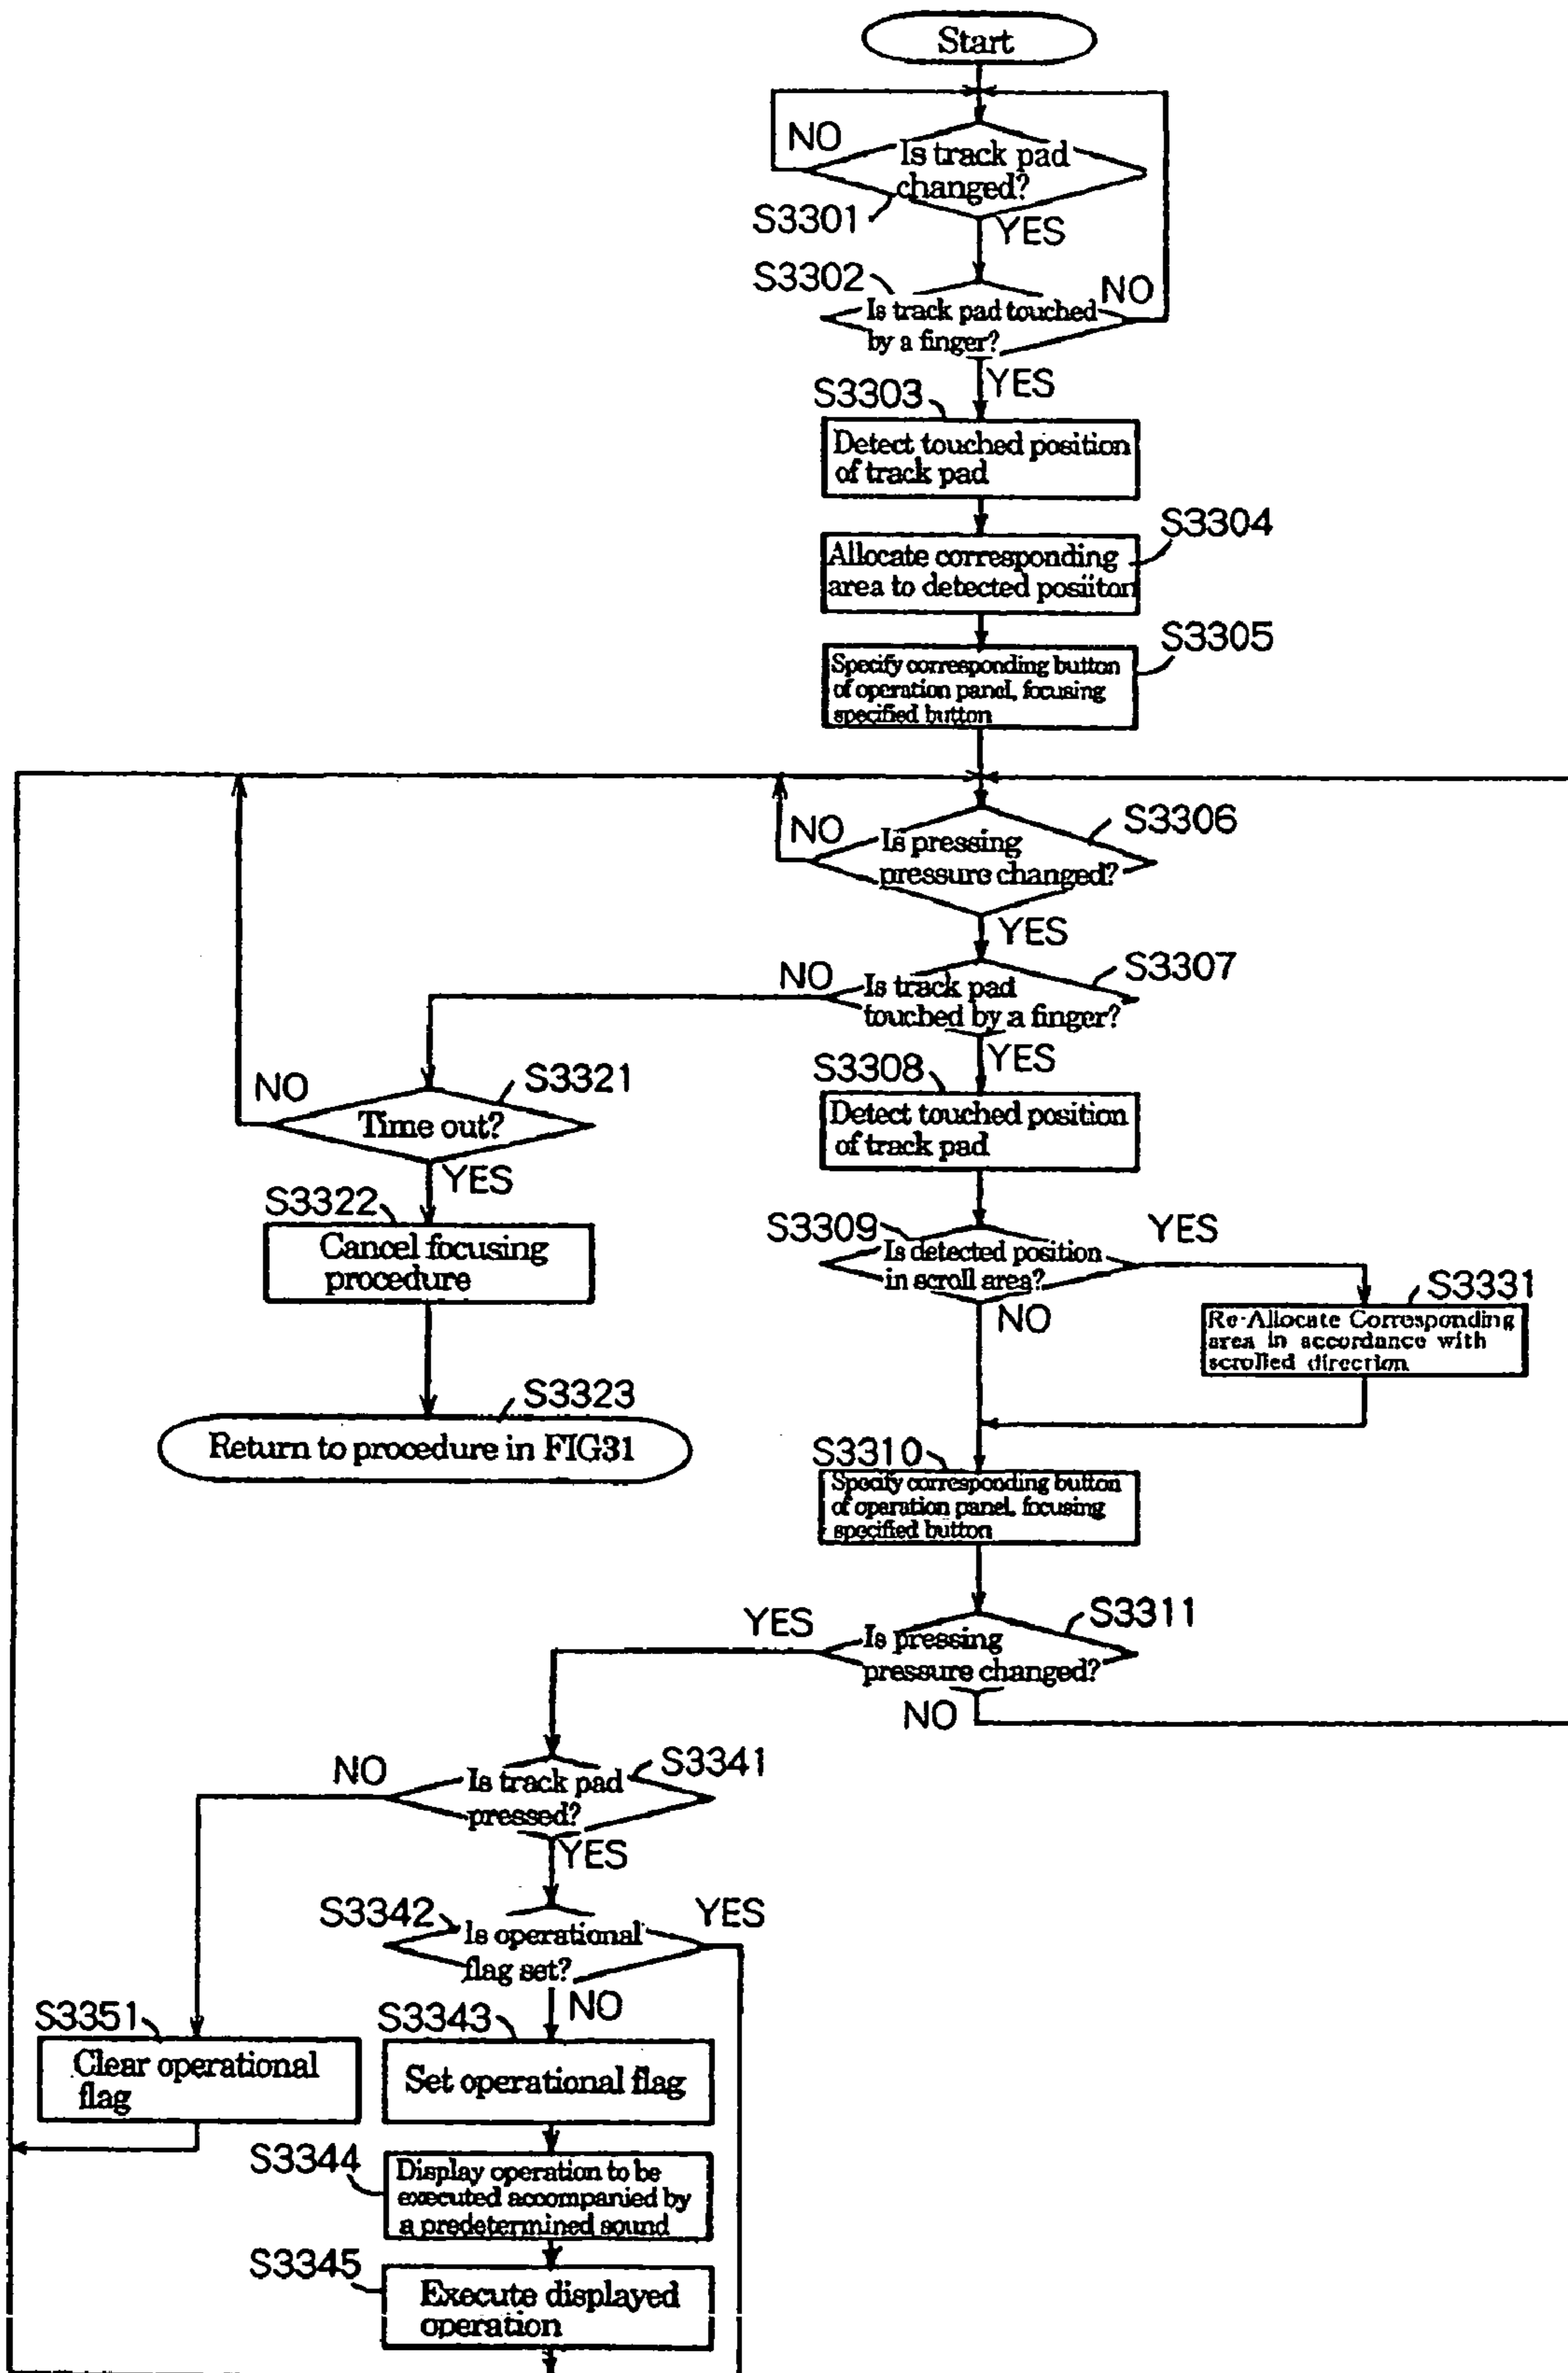 Start
NO
Is track pad
changed?
S3301
YES
S3302
NO
Is track pad touched
by a finger?
YES
S3303
Detect touched position
of track pad
S3304
Allocate corresponding
area to detected posiiton
S3305
Specify corresponding button
of operation panel, focusing
specified button
S3306
NO
Is pressing
pressure changed?
YES
S3307
NO
Is track pad
touched by a finger?
YES
S3321
NO
Time out?
YES
S3322
Cancel focusing
procedure
S3323
Return to procedure in FIG31
S3308
Detect touched position
of track pad
S3309
YES
Is detected position
in scroll area?
NO
S3331
Re-Allocate Corresponding
area in accordance with
scrolled direction
S3310
Specify corresponding button
of operation panel, focusing
specified button
S3311
YES
Is pressing
pressure changed?
NO
S3341
NO
Is track pad
pressed?
YES
S3342
YES
Is operational
flag set?
NO
S3351
Clear operational
flag
S3343
Set operational flag
S3344
Display operation to be
executed accompanied by
a predetermined sound
S3345
Execute displayed
operation